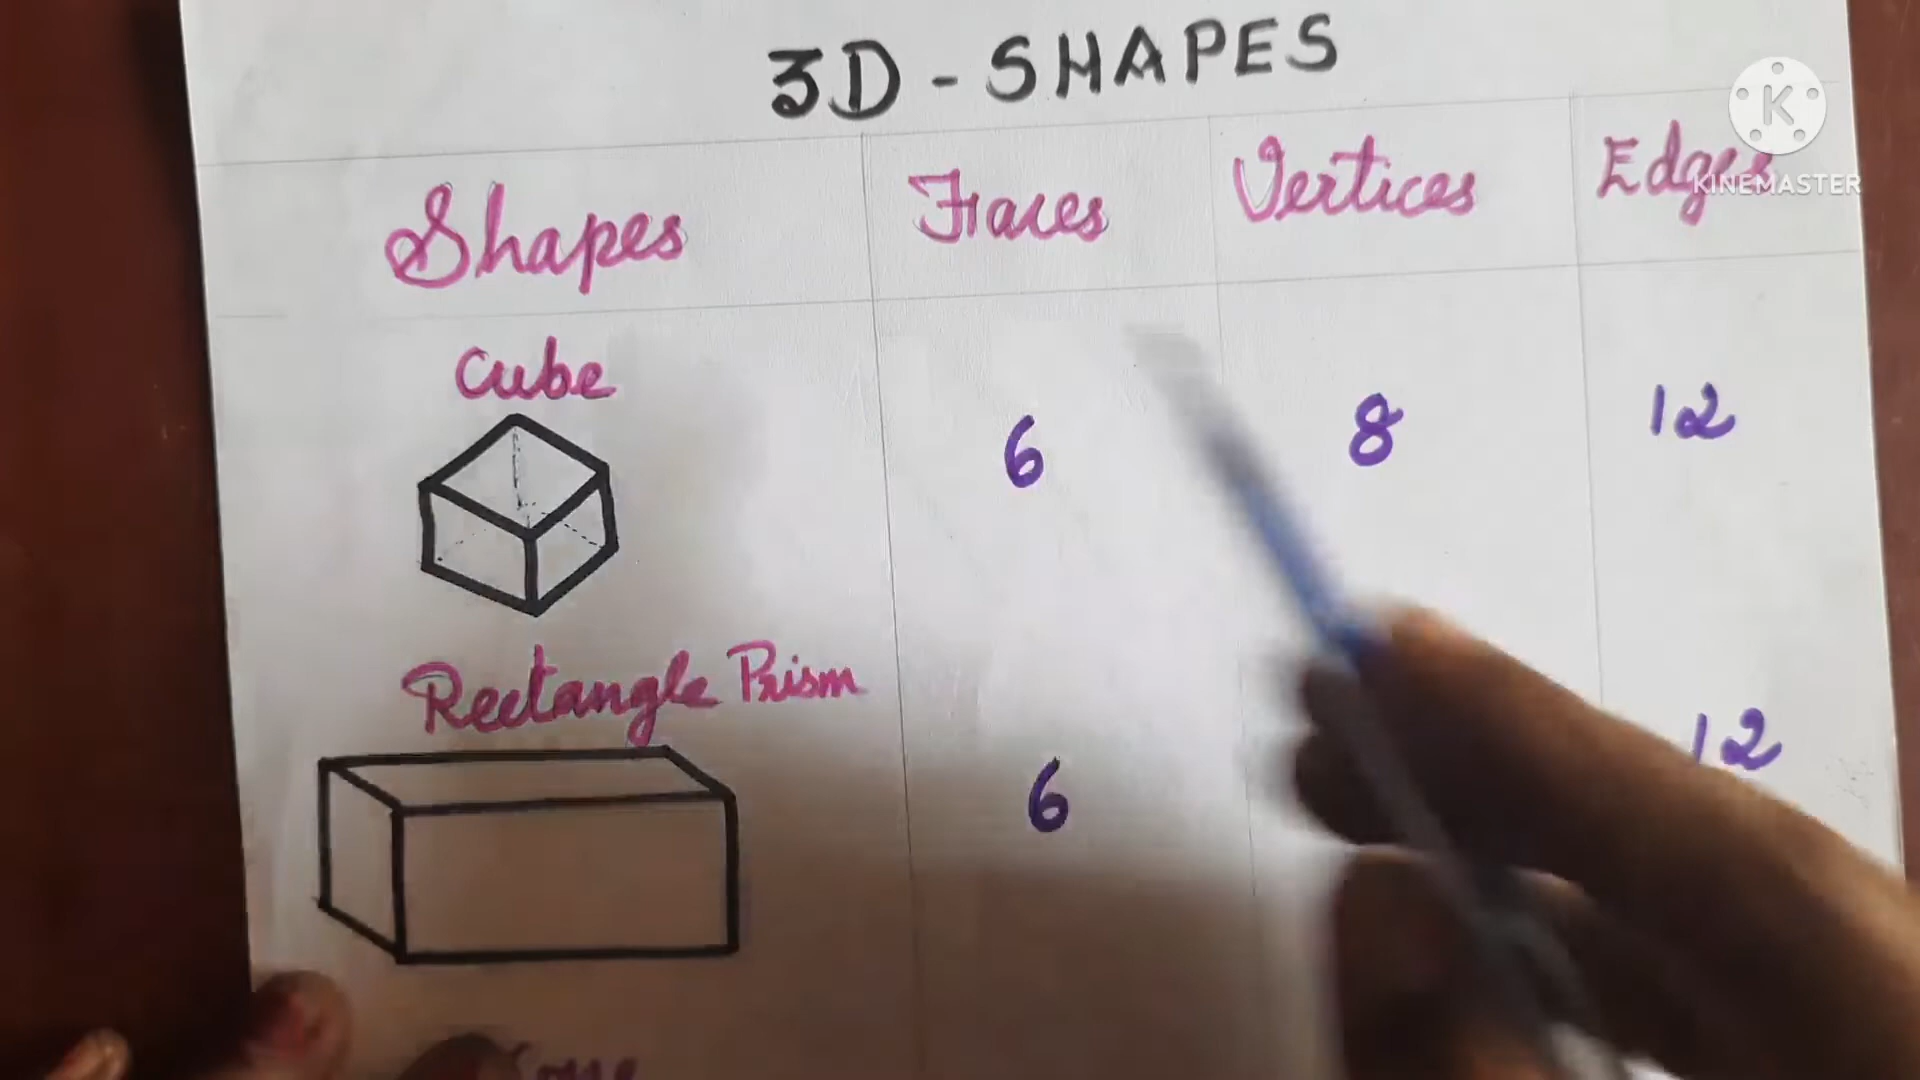 3D - SHAPES
Shapes Faces Vertices Edges
Cube
6 8 12
Rectangle Prism
6 12
K
KINEMASTER